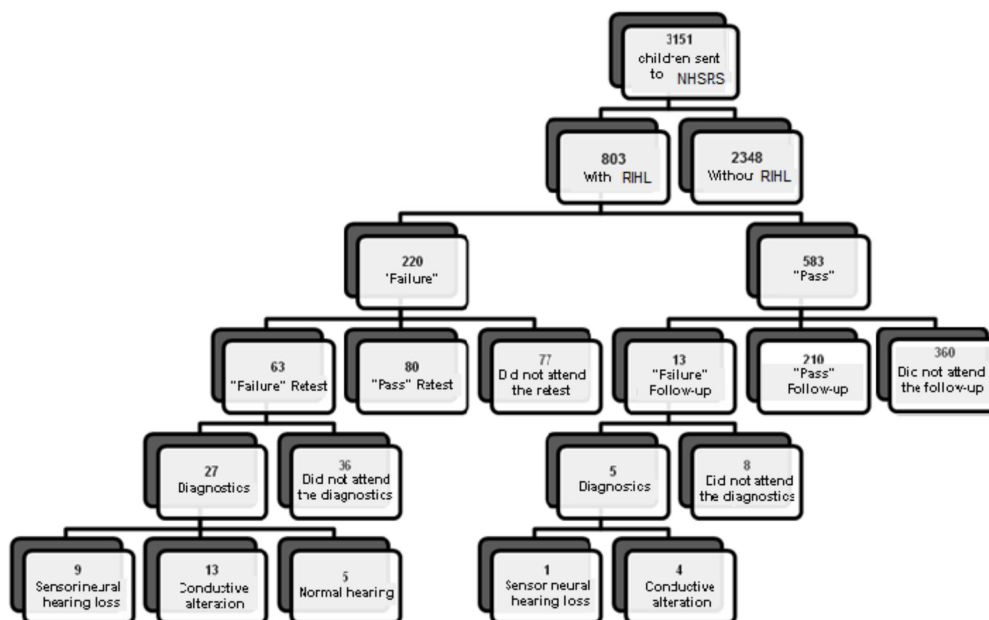 3151
children sent
to NHSRS
803
With RIHL
2348
Withour RIHL
220
"Failure"
583
"Pass"
63
"Failure" Retest
80
"Pass" Retest
77
Did not attend
the retest
13
"Failure"
Follow-up
210
"Pass"
Follow-up
360
Dic not attend
the follow-up
27
Diagnostics
36
Did not attend
the diagnostics
5
Diagnostics
8
Did not attend
the diagnostics
9
Sensorineural
hearing loss
13
Conductive
alteration
5
Normal hearing
1
Sensor neural
hearing loss
4
Conductive
alteration